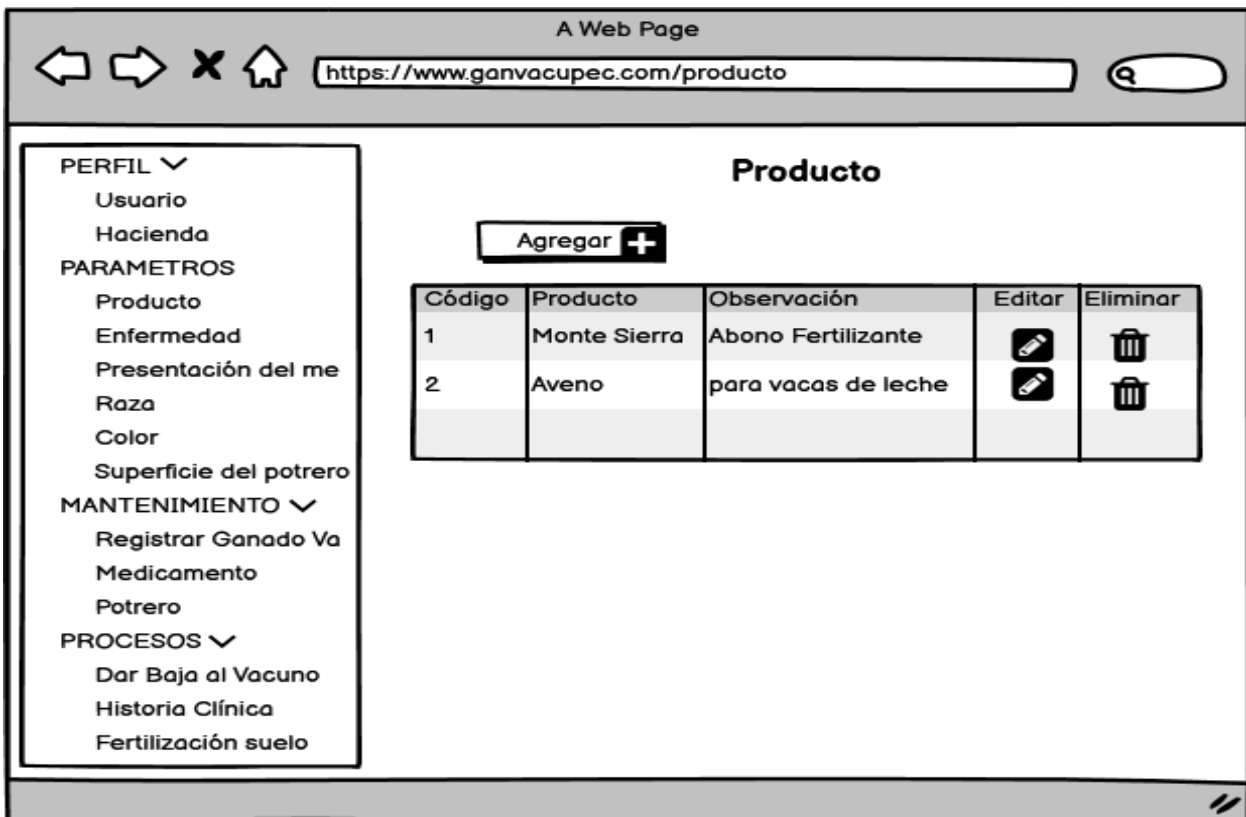 A Web Page
https://www.ganvacupec.com/producto
PERFIL
Usuario
Hacienda
PARAMETROS
Producto
Enfermedad
Presentación del me
Raza
Color
Superficie del potrero
MANTENIMIENTO
Registrar Ganado Va
Medicamento
Potrero
PROCESOS
Dar Baja al Vacuno
Historia Clínica
Fertilización suelo
Producto
Agregar
Código Producto Observación Editar Eliminar
1 Monte Sierra Abono Fertilizante
2 Aveno para vacas de leche